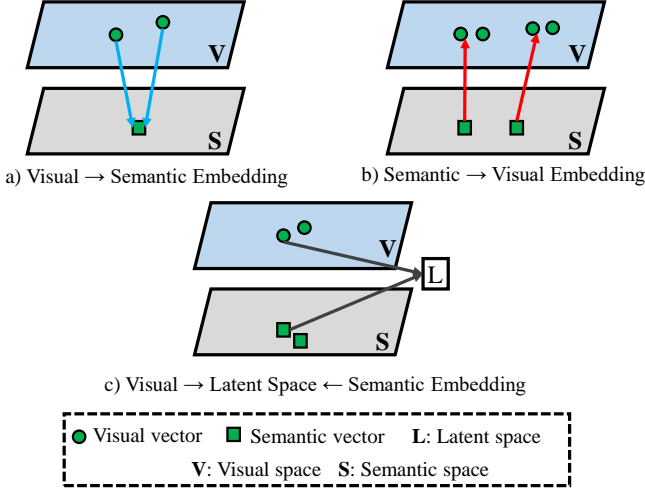 V
V
S
S
a) Visual → Semantic Embedding
b) Semantic → Visual Embedding
V
L
S
c) Visual → Latent Space ← Semantic Embedding
Visual vector Semantic vector L: Latent space
V: Visual space S: Semantic space